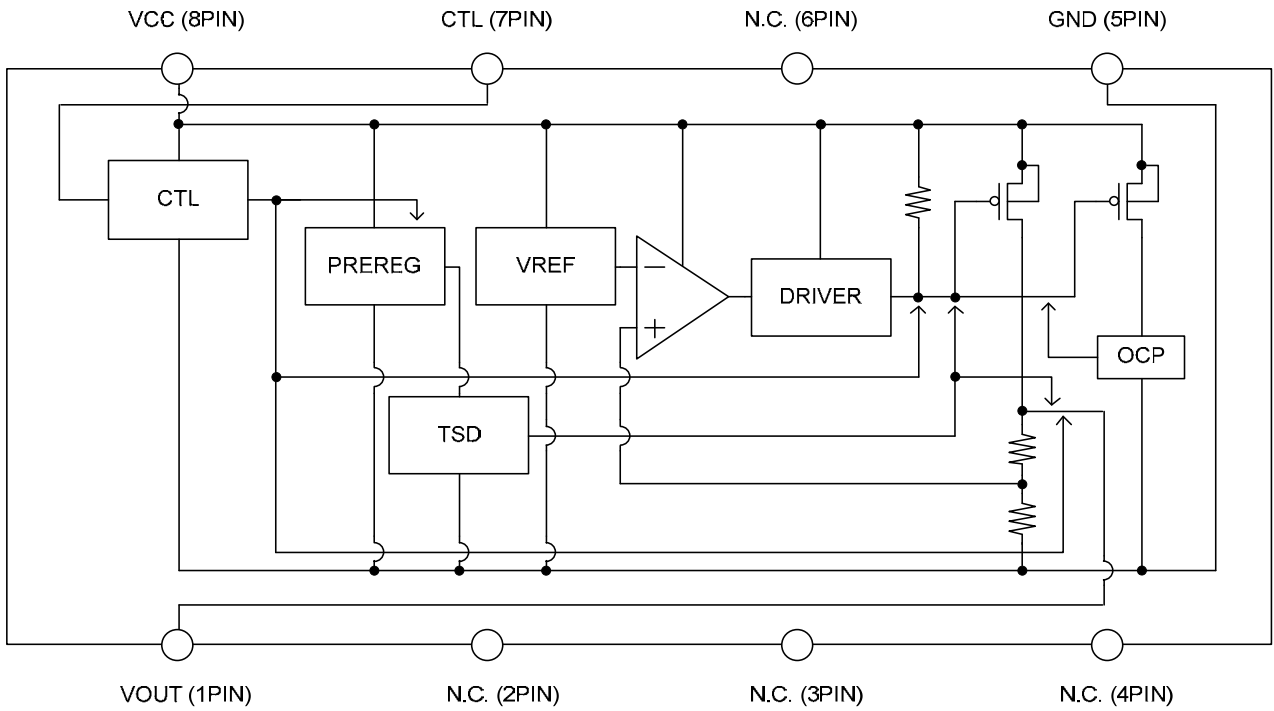 VCC (8PIN)
CTL (7PIN)
N.C. (6PIN)
GND (5PIN)
CTL
PREREG
VREF
−
+
DRIVER
OCP
TSD
VOUT (1PIN)
N.C. (2PIN)
N.C. (3PIN)
N.C. (4PIN)